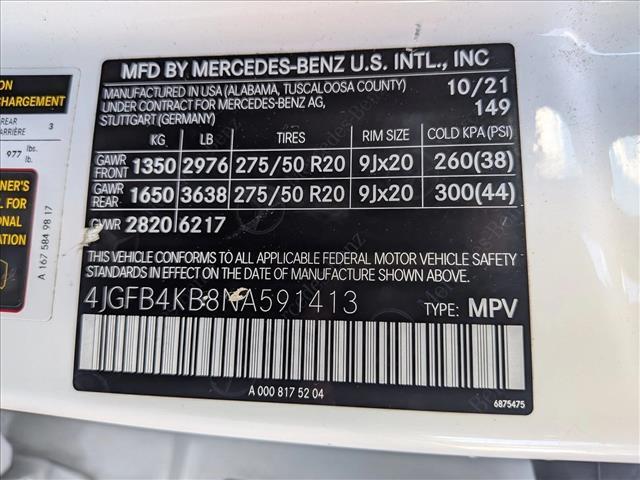 MFD BY MERCEDES-BENZ U.S. INTL., INC
MANUFACTURED IN USA (ALABAMA, TUSCALOOSA COUNTY) 10/21
UNDER CONTRACT FOR MERCEDES-BENZ AG, 149
STUTTGART (GERMANY)
KG LB TIRES RIM SIZE COLD KPA (PSI)
GAWR FRONT 1350 2976 275/50 R20 9Jx20 260(38)
GAWR REAR 1650 3638 275/50 R20 9Jx20 300(44)
GVWR 2820 6217
THIS VEHICLE CONFORMS TO ALL APPLICABLE FEDERAL MOTOR VEHICLE SAFETY
STANDARDS IN EFFECT ON THE DATE OF MANUFACTURE SHOWN ABOVE.
4JGFB4KB8NA591413 TYPE: MPV
A 000 817 52 04
6875475
ON
CHARGEMENT
REAR
ARRIÈRE 3
977 lbs.
lb.
NER'S
L FOR
ONAL
ATION
A 167 584 98 17